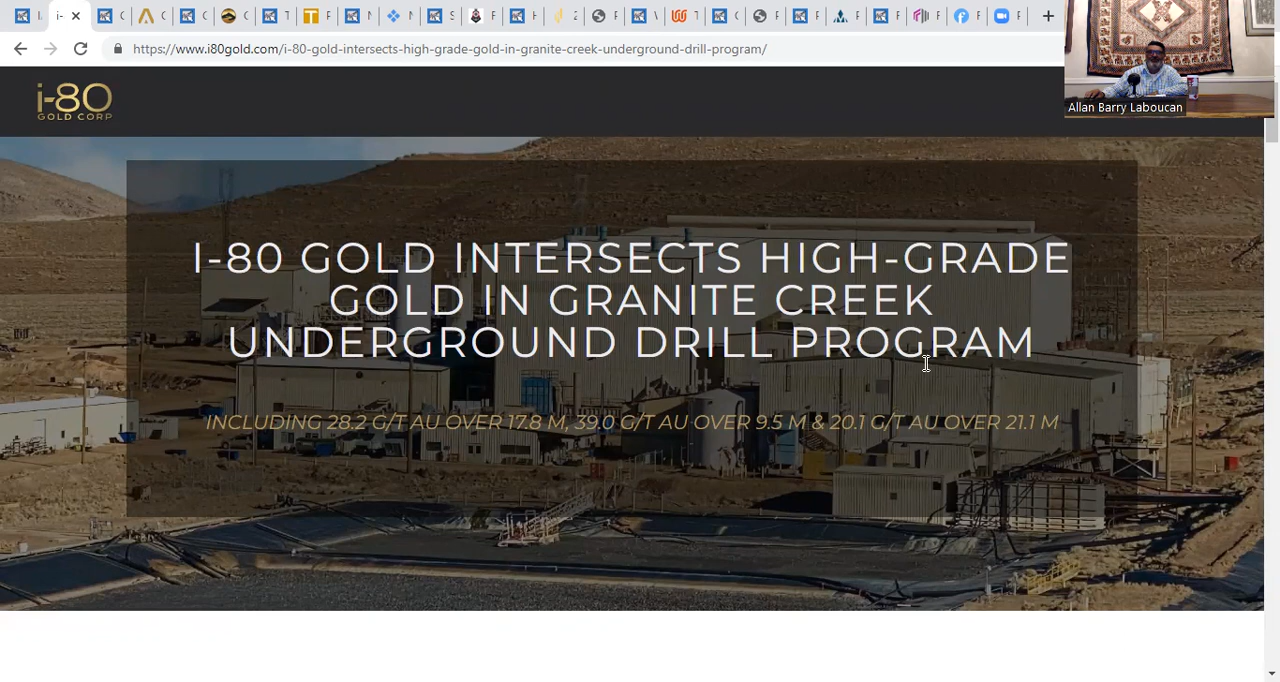 https://www.i80gold.com/i-80-gold-intersects-high-grade-gold-in-granite-creek-underground-drill-program/
Allan Barry Laboucan
i-80
GOLD CORP
I-80 GOLD INTERSECTS HIGH-GRADE
GOLD IN GRANITE CREEK
UNDERGROUND DRILL PROGRAM
INCLUDING 28.2 G/T AU OVER 17.8 M, 39.0 G/T AU OVER 9.5 M & 20.1 G/T AU OVER 21.1 M